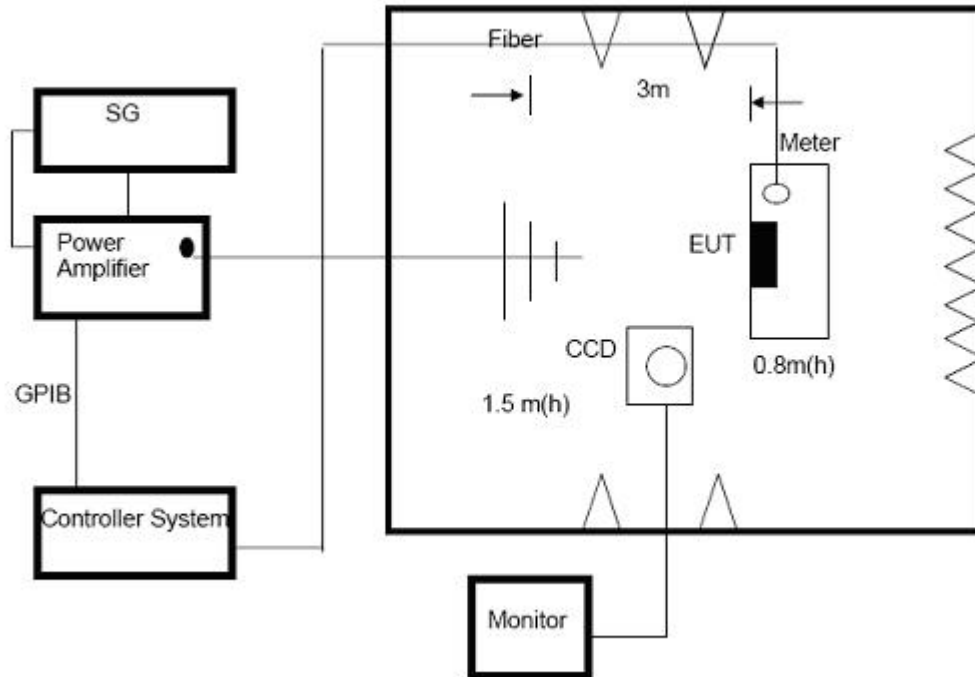 SG
Power
Amplifier
GPIB
Controller System
Fiber
3m
Meter
EUT
CCD
0.8m(h)
1.5 m(h)
Monitor